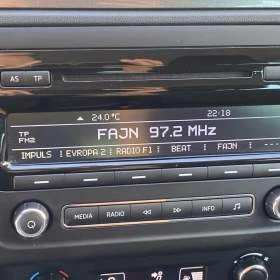 AS TP
24.0 °C 22:18
TP FAJN 97.2 MHz
FM2
IMPULS EVROPA 2 RADIO F1 BEAT FAJN ---
MEDIA RADIO INFO